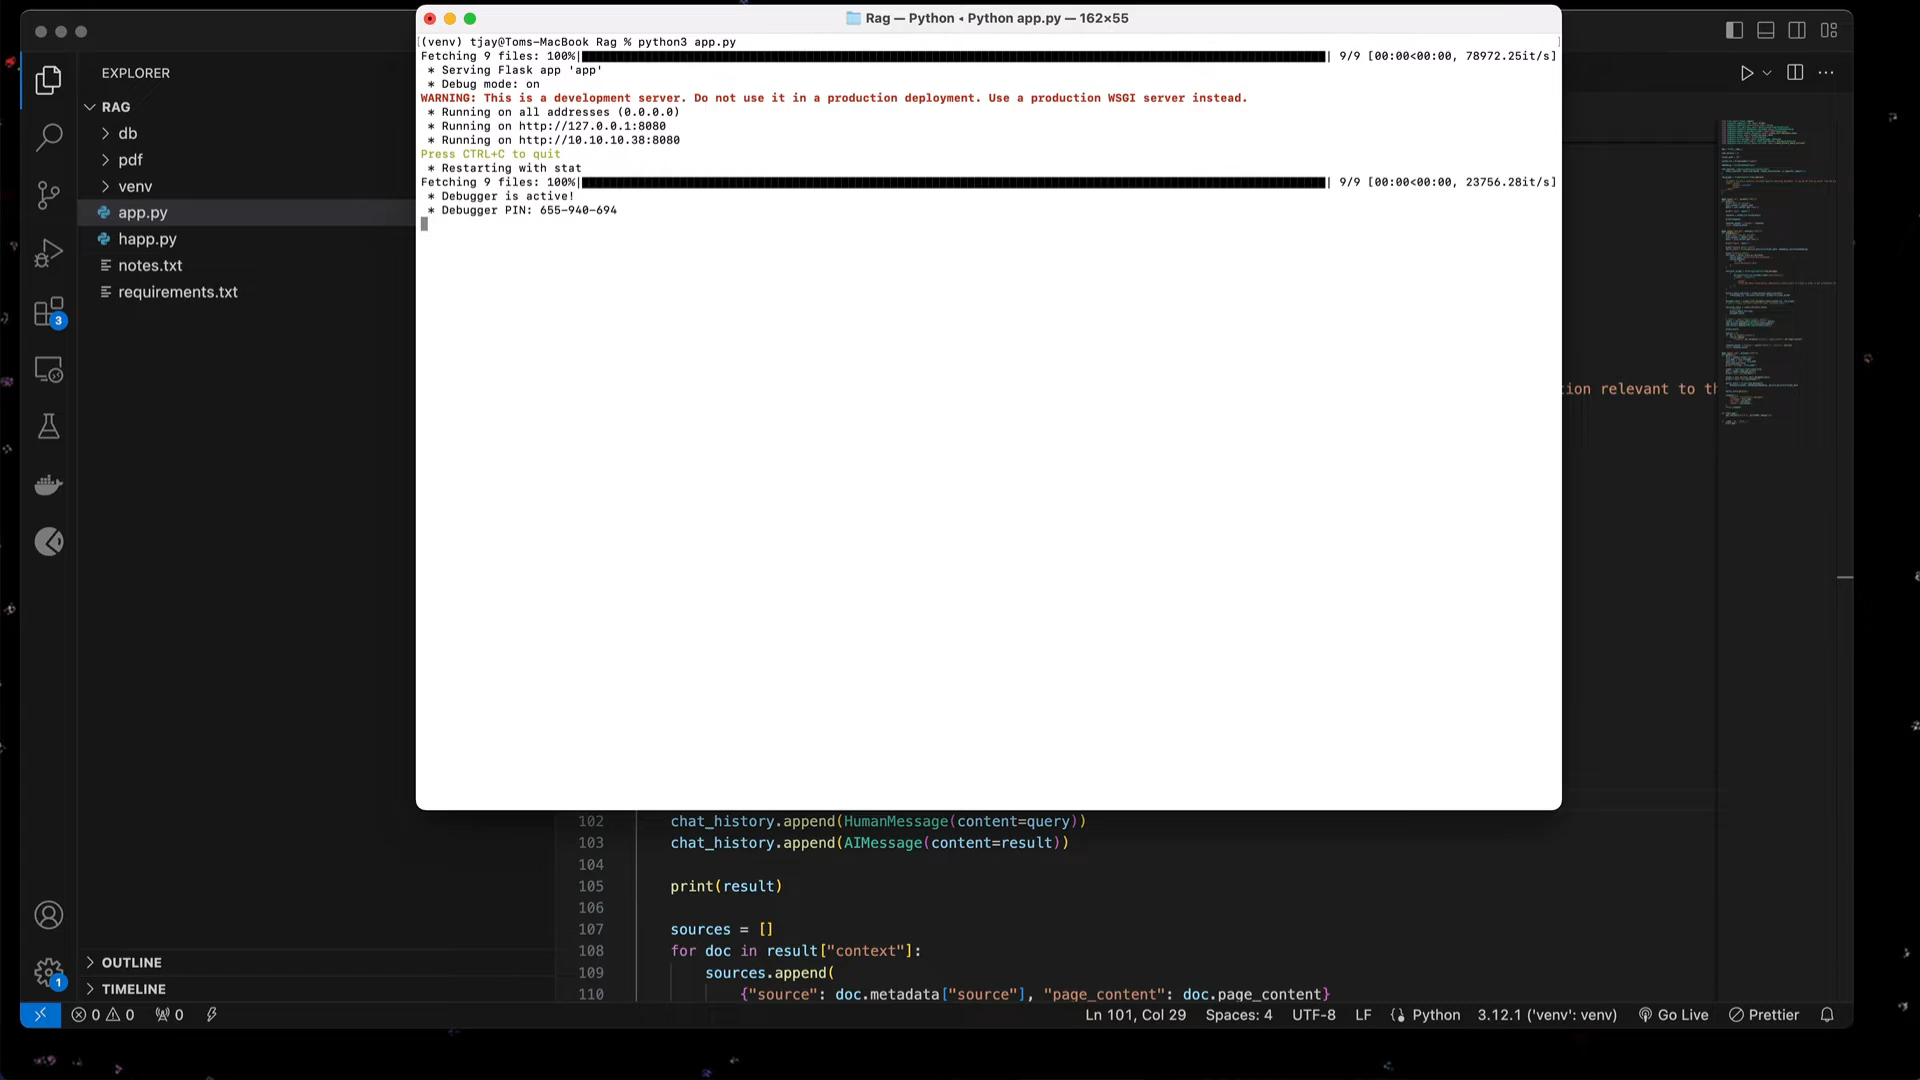 Rag — Python ◂ Python app.py — 162×55
(venv) tjay@Toms-MacBook Rag % python3 app.py
Fetching 9 files: 100%| | 9/9 [00:00<00:00, 78972.25it/s]
* Serving Flask app 'app'
* Debug mode: on
WARNING: This is a development server. Do not use it in a production deployment. Use a production WSGI server instead.
* Running on all addresses (0.0.0.0)
* Running on http://127.0.0.1:8080
* Running on http://10.10.10.38:8080
Press CTRL+C to quit
* Restarting with stat
Fetching 9 files: 100%| | 9/9 [00:00<00:00, 23756.28it/s]
* Debugger is active!
* Debugger PIN: 655-940-694
EXPLORER
RAG
db
pdf
venv
app.py
happ.py
notes.txt
requirements.txt
3
relevant to
102 chat_history.append(HumanMessage(content=query))
103 chat_history.append(AIMessage(content=result))
104
105 print(result)
106
107 sources = []
108 for doc in result["context"]:
109 sources.append(
110 {"source": doc.metadata["source"], "page_content": doc.page_content}
OUTLINE
1
TIMELINE
0 0 0 Ln 101, Col 29 Spaces: 4 UTF-8 LF Python 3.12.1 ('venv': venv) Go Live Prettier